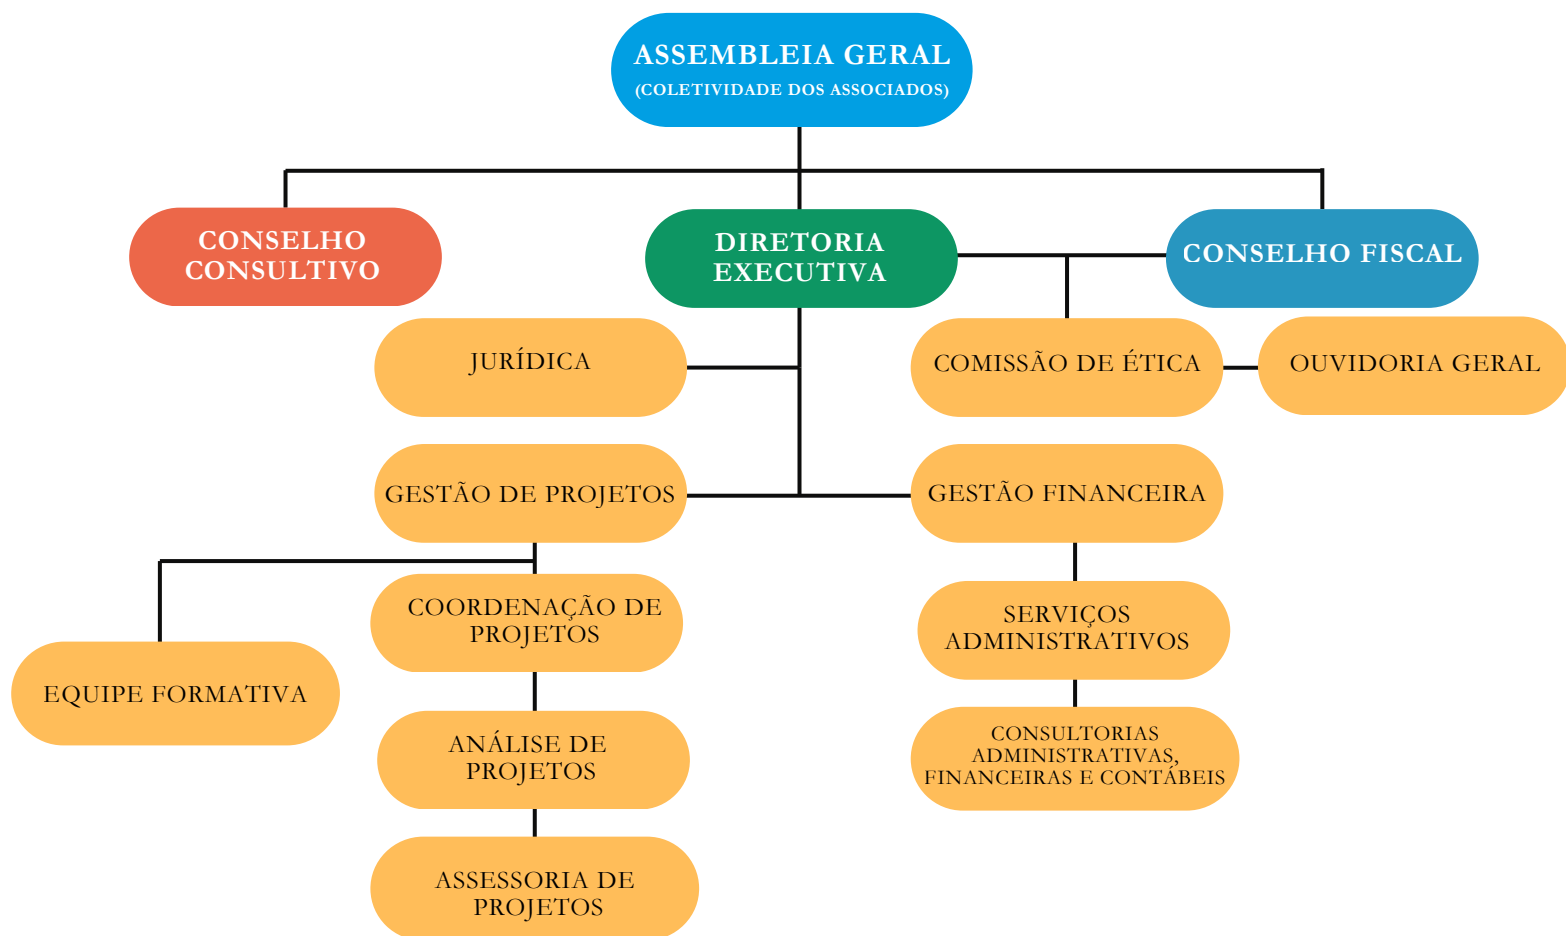 ASSEMBLEIA GERAL
(COLETIVIDADE DOS ASSOCIADOS)
CONSELHO
CONSULTIVO
DIRETORIA
EXECUTIVA
CONSELHO FISCAL
JURÍDICA
COMISSÃO DE ÉTICA
OUVIDORIA GERAL
GESTÃO DE PROJETOS
GESTÃO FINANCEIRA
COORDENAÇÃO DE
PROJETOS
SERVIÇOS
ADMINISTRATIVOS
EQUIPE FORMATIVA
ANÁLISE DE
PROJETOS
CONSULTORIAS
ADMINISTRATIVAS,
FINANCEIRAS E CONTÁBEIS
ASSESSORIA DE
PROJETOS